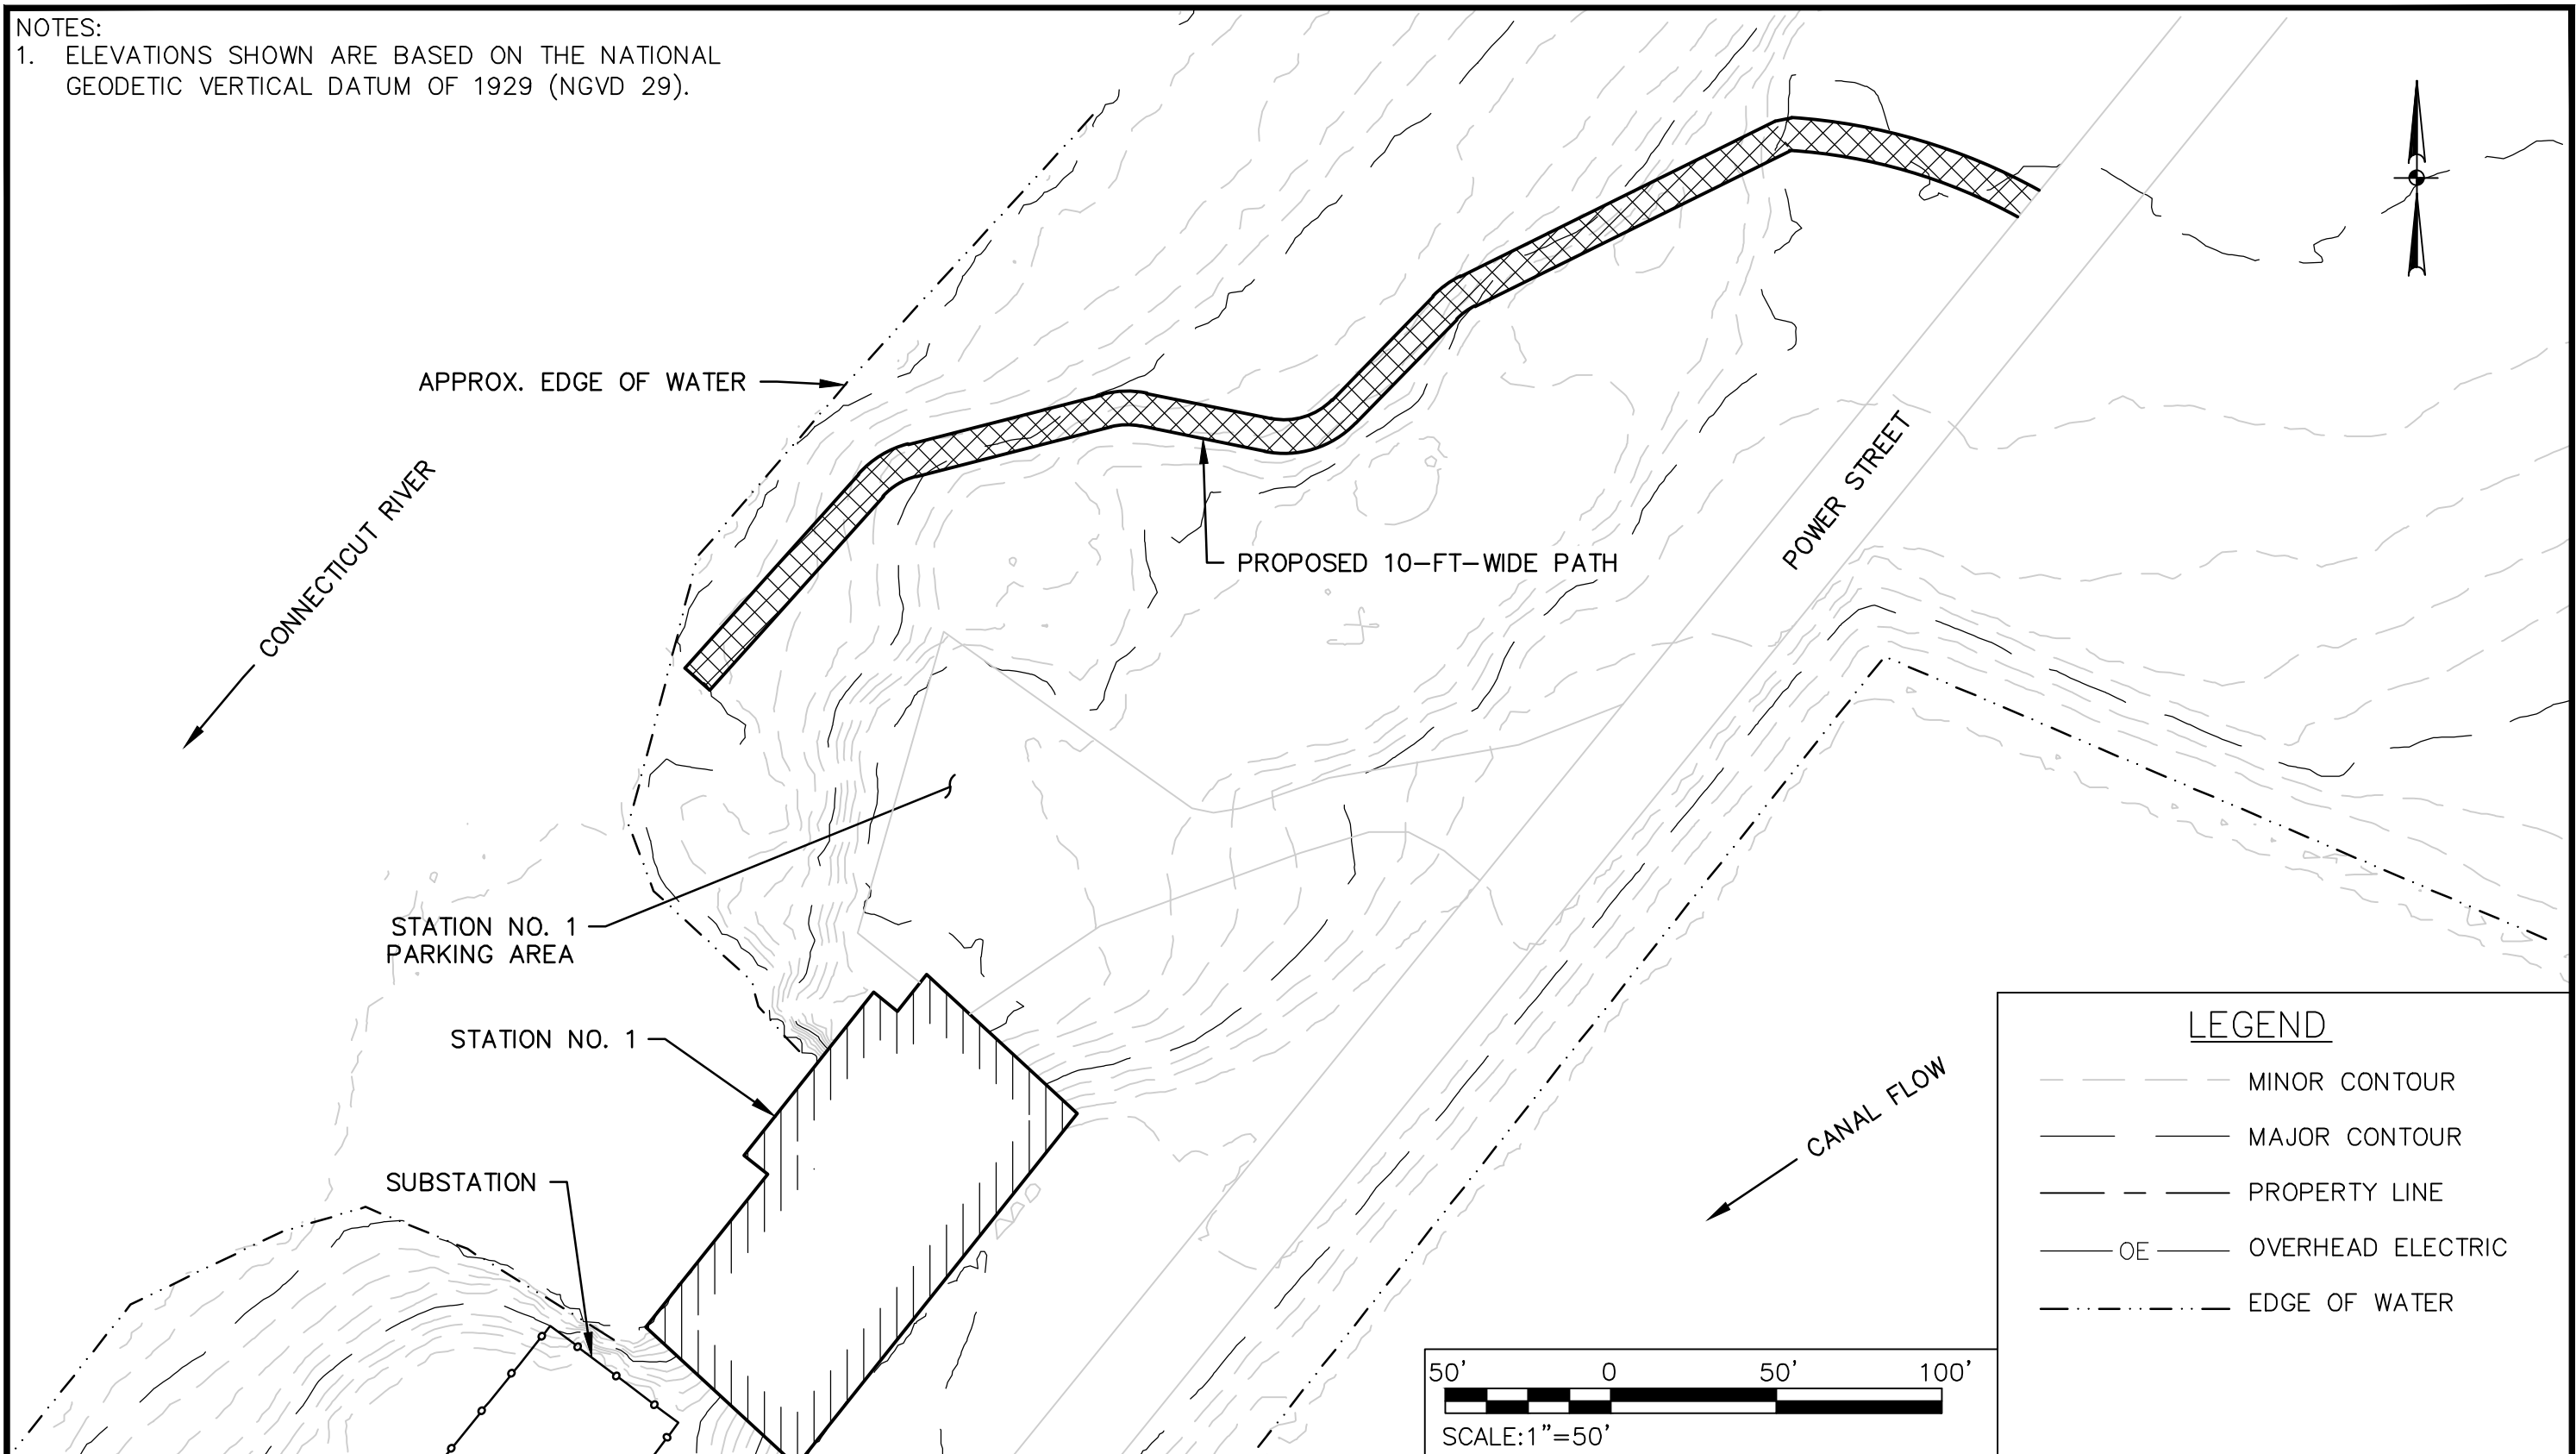 NOTES:
1. ELEVATIONS SHOWN ARE BASED ON THE NATIONAL
GEODETIC VERTICAL DATUM OF 1929 (NGVD 29).
APPROX. EDGE OF WATER
CONNECTICUT RIVER
POWER STREET
PROPOSED 10-FT-WIDE PATH
STATION NO. 1
PARKING AREA
STATION NO. 1
SUBSTATION
CANAL FLOW
LEGEND
MINOR CONTOUR
MAJOR CONTOUR
PROPERTY LINE
OE OVERHEAD ELECTRIC
EDGE OF WATER
50' 0 50' 100'
SCALE:1"=50'